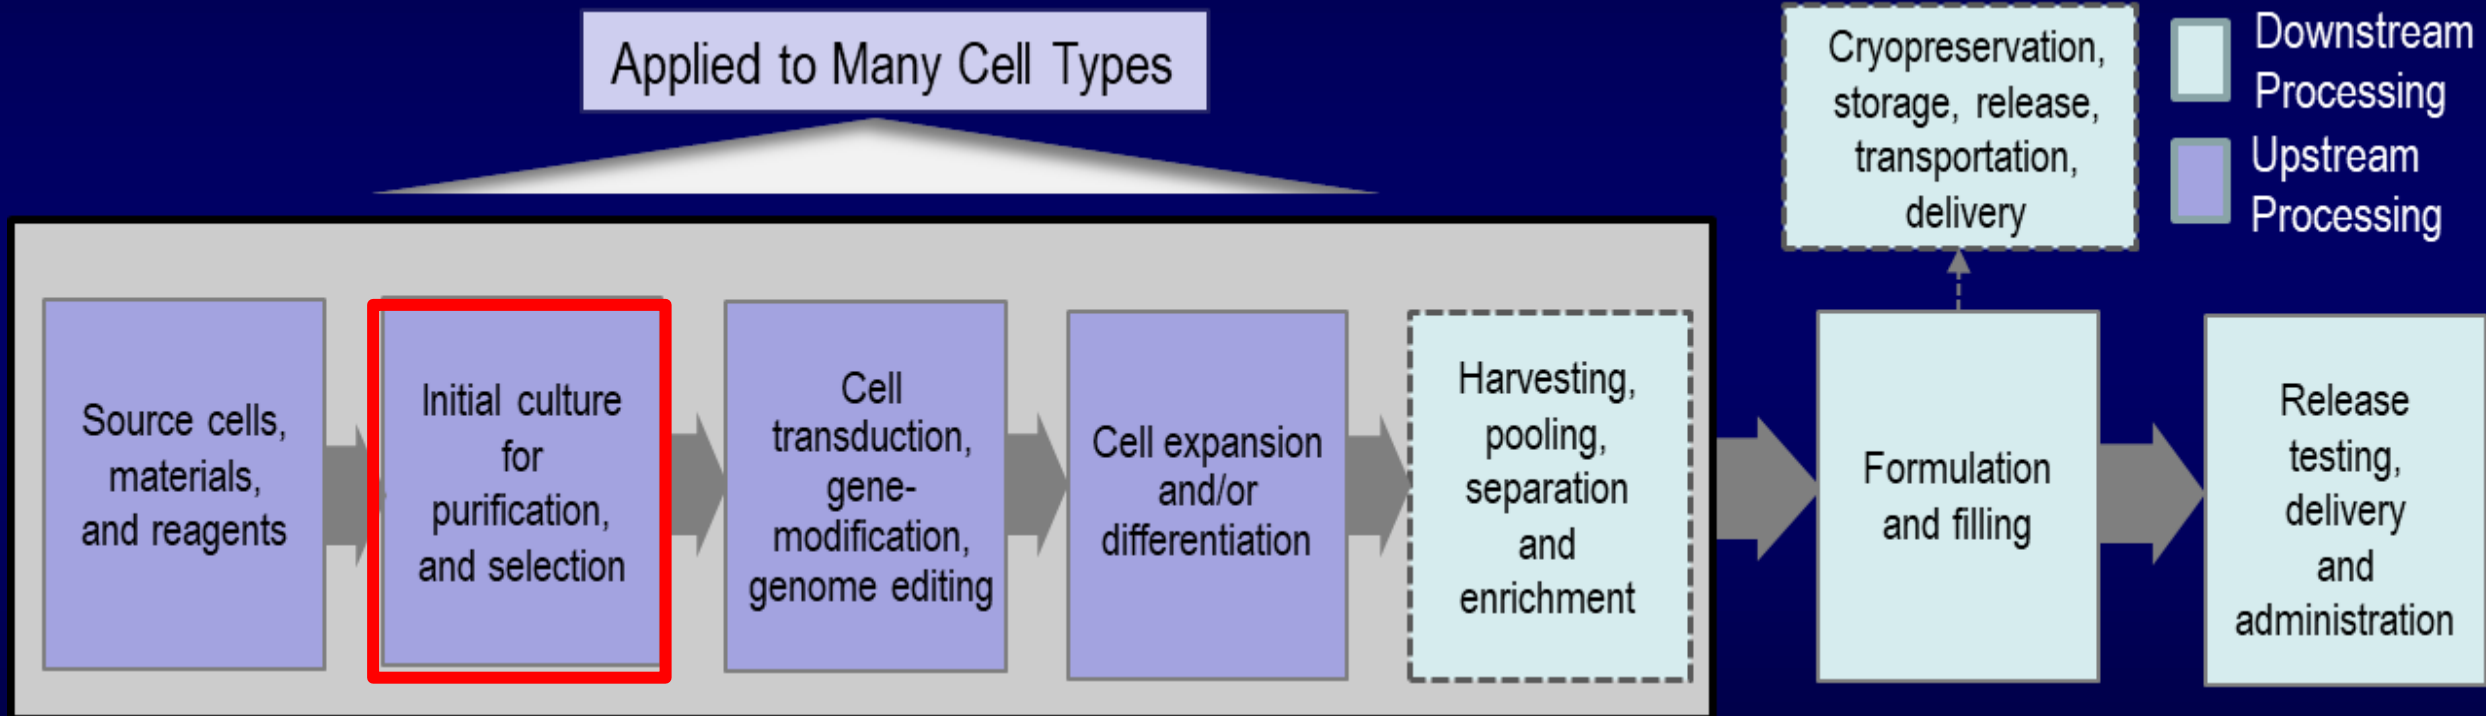 Applied to Many Cell Types
Cryopreservation,
storage, release,
transportation,
delivery
Downstream
Processing
Upstream
Processing
Source cells,
materials,
and reagents
Initial culture
for
purification,
and selection
Cell
transduction,
gene-
modification,
genome editing
Cell expansion
and/or
differentiation
Harvesting,
pooling,
separation
and
enrichment
Formulation
and filling
Release
testing,
delivery
and
administration